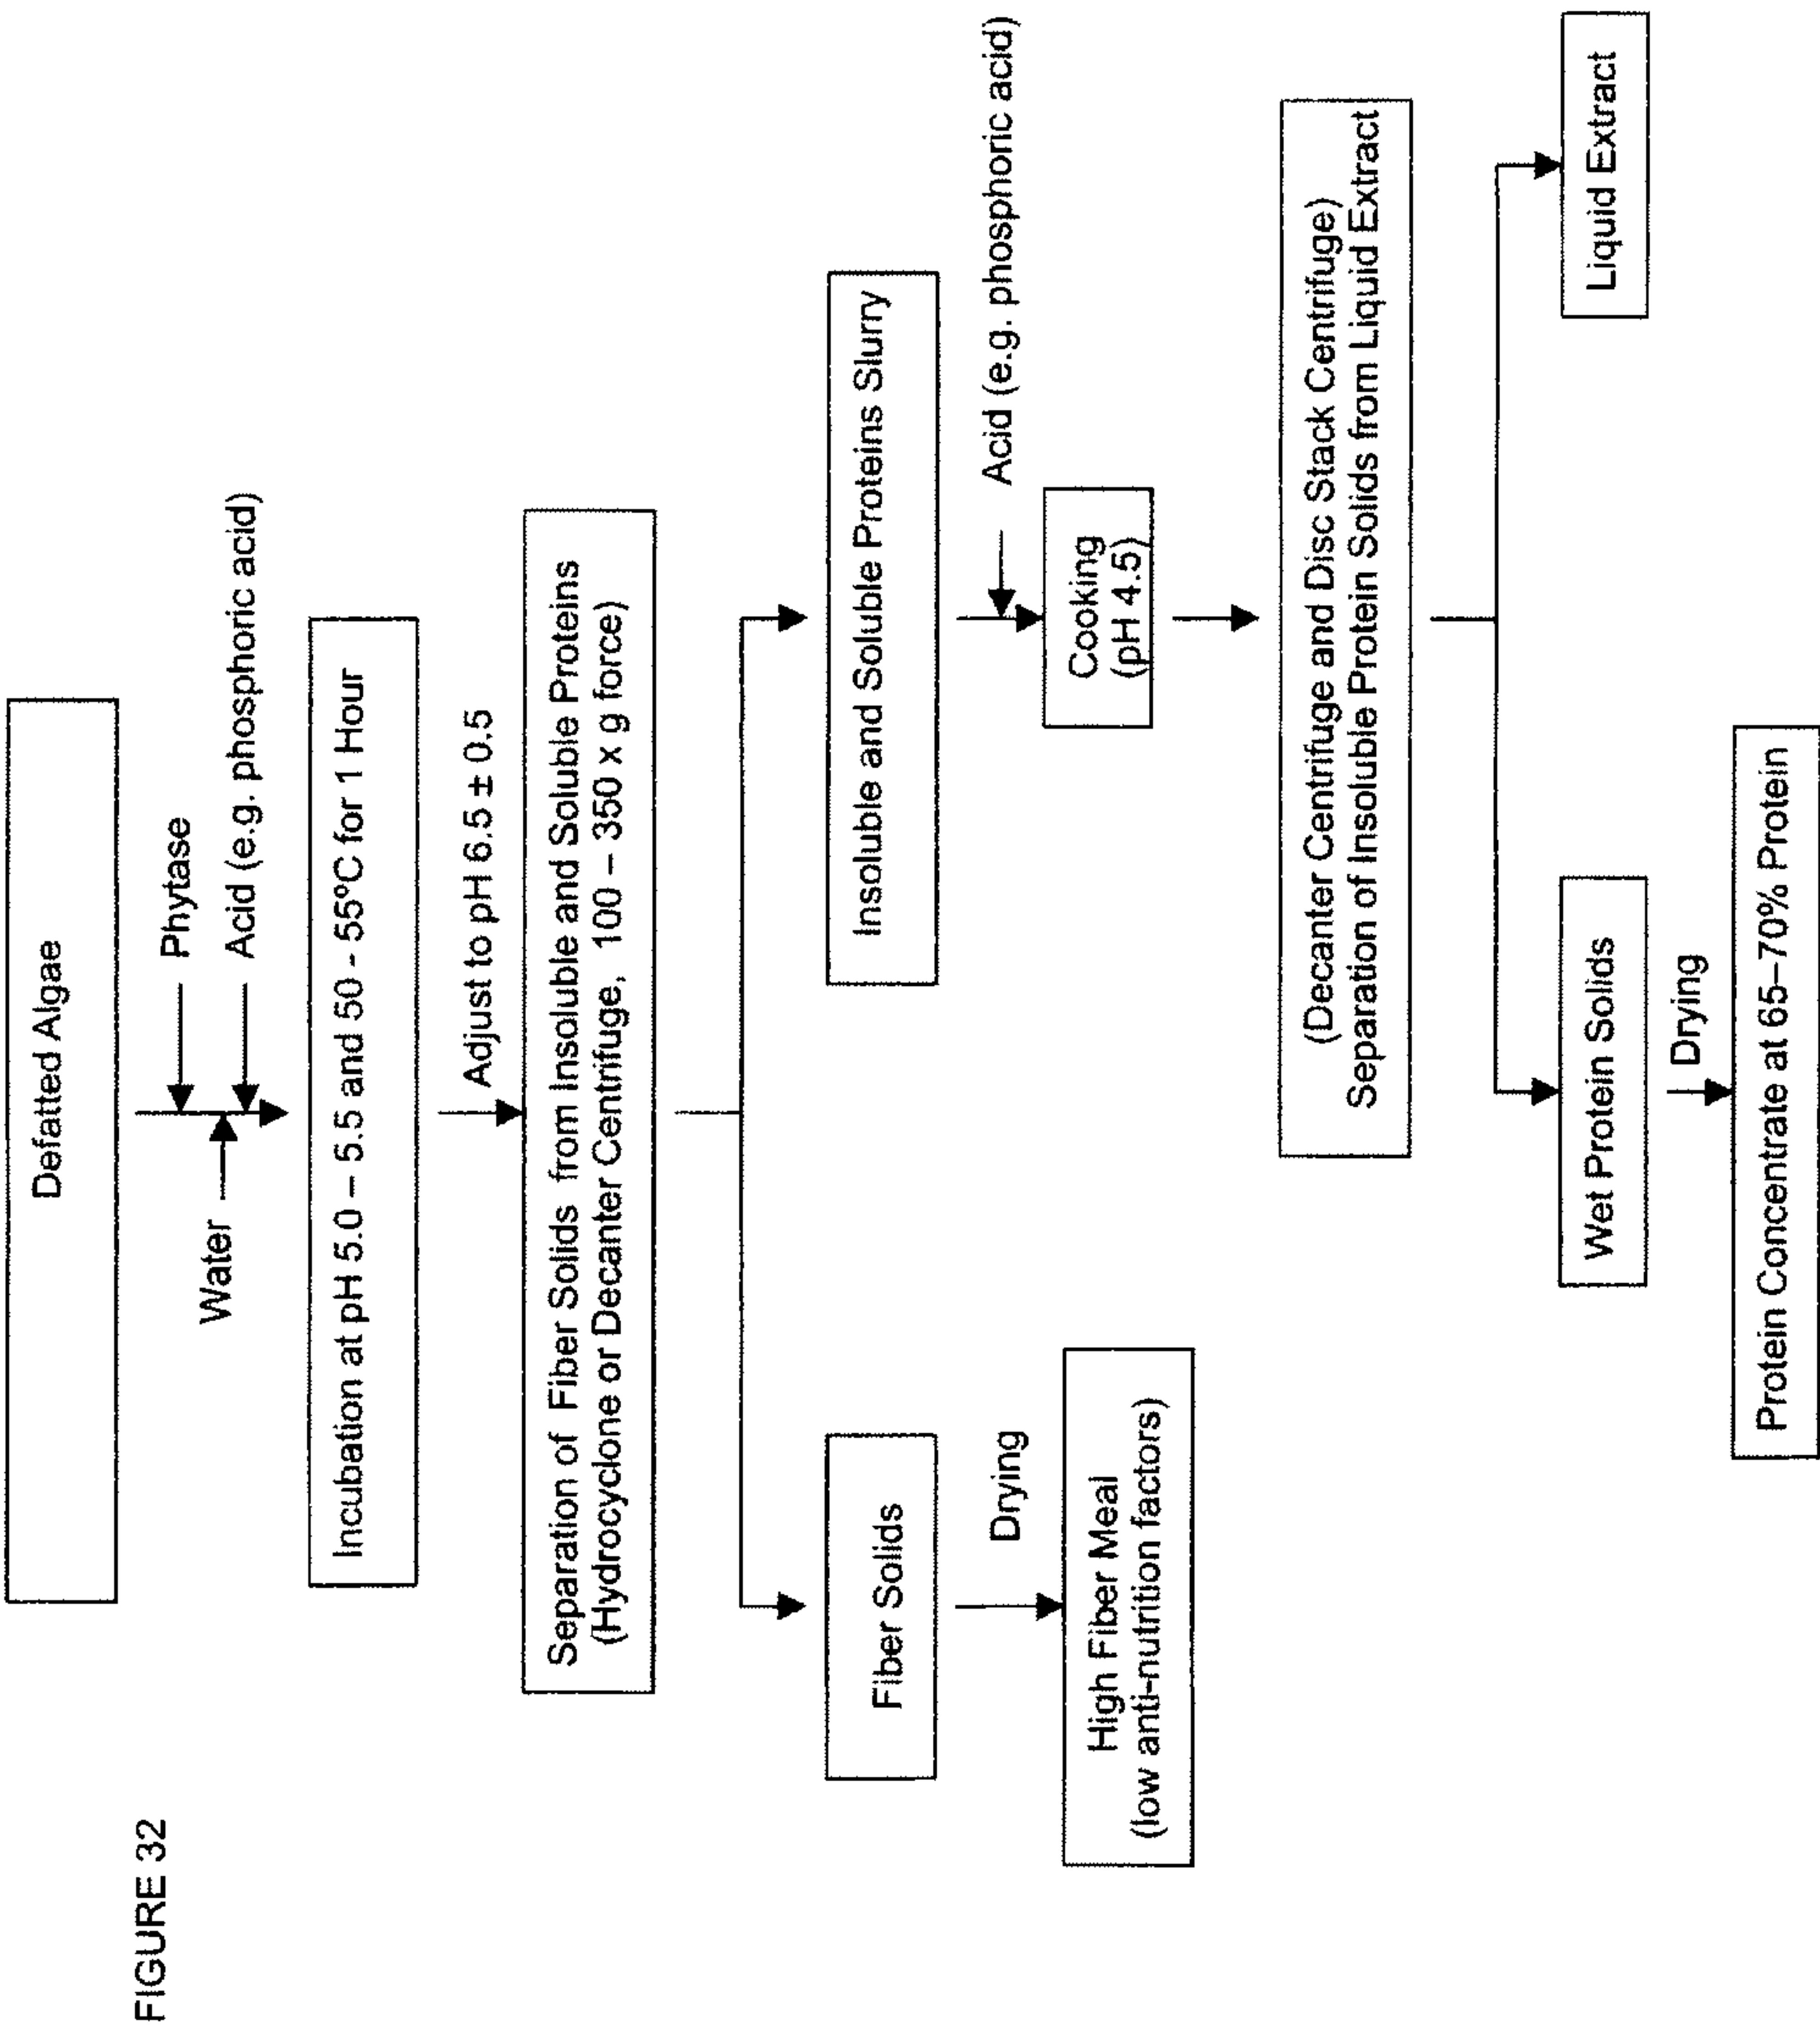 FIGURE 32
Defatted Algae
Phytase
Water
Acid (e.g. phosphoric acid)
Incubation at pH 5.0 – 5.5 and 50 - 55ºC for 1 Hour
Adjust to pH 6.5 ± 0.5
Separation of Fiber Solids from Insoluble and Soluble Proteins
(Hydrocyclone or Decanter Centrifuge, 100 – 350 x g force)
Fiber Solids
Insoluble and Soluble Proteins Slurry
Drying
Acid (e.g. phosphoric acid)
High Fiber Meal
(low anti-nutrition factors)
Cooking
(pH 4.5)
(Decanter Centrifuge and Disc Stack Centrifuge)
Separation of Insoluble Protein Solids from Liquid Extract
Wet Protein Solids
Liquid Extract
Drying
Protein Concentrate at 65–70% Protein